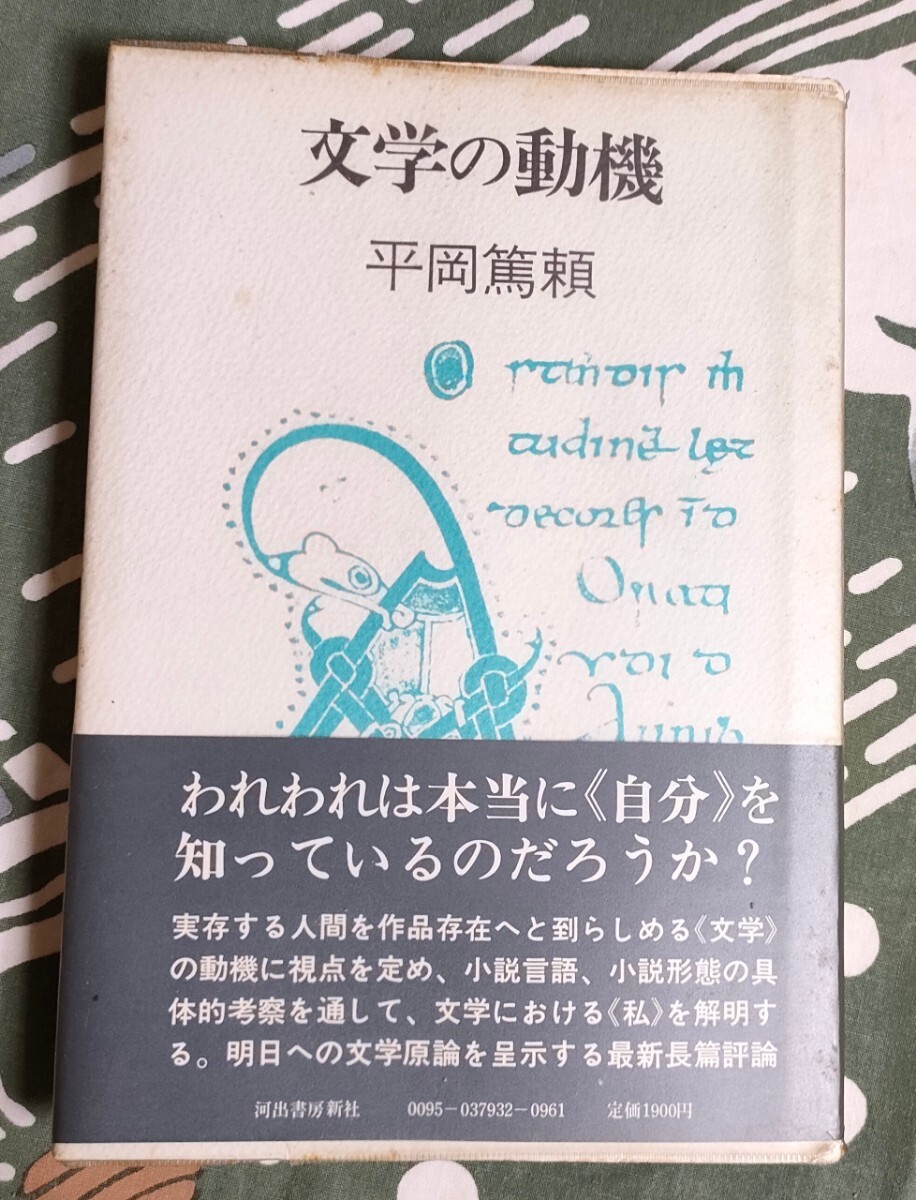 文学の動機
平岡篤頼
われわれは本当に《自分》を
知っているのだろうか？
実存する人間を作品存在へと到らしめる《文学》
の動機に視点を定め、小説言語、小説形態の具
体的考察を通して、文学における《私》を解明す
る。明日への文学原論を呈示する最新長篇評論
河出書房新社　0095-037932-0961　定価1900円